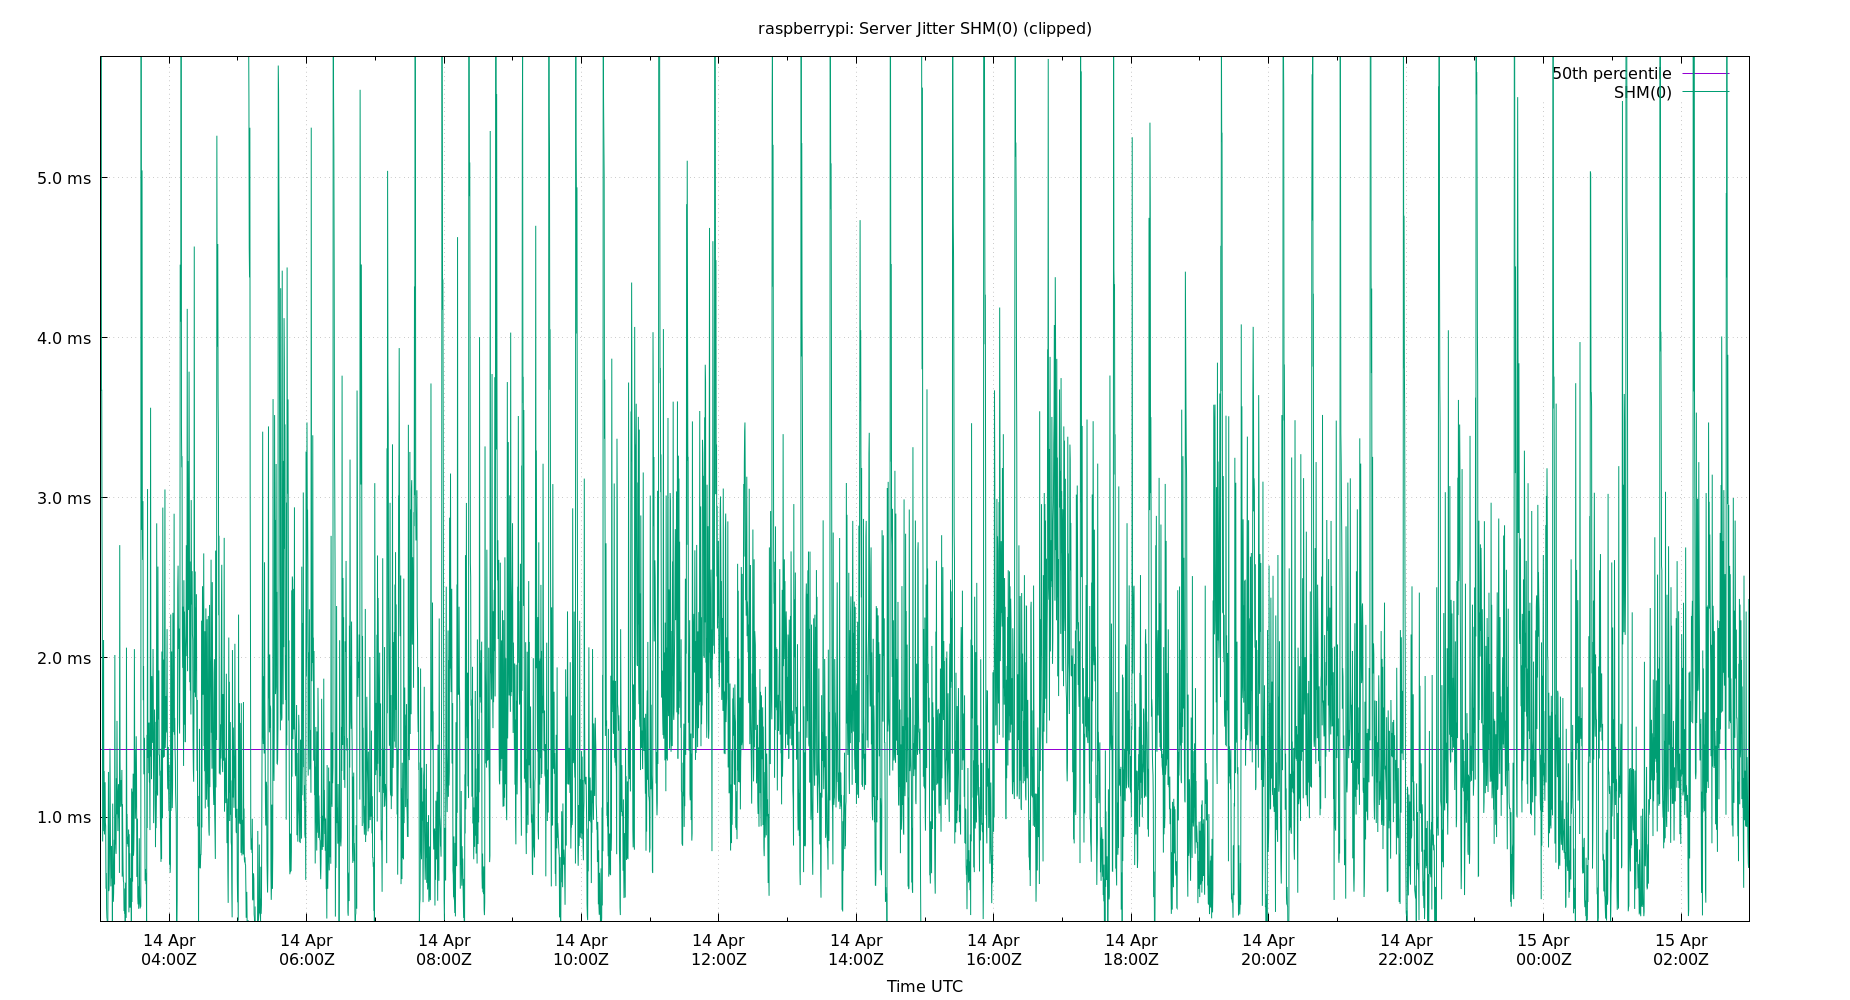 raspberrypi: Server Jitter SHM(0) (clipped)
50th percentile
SHM(0)
5.0 ms
4.0 ms
3.0 ms
2.0 ms
1.0 ms
14 Apr 14 Apr 14 Apr 14 Apr 14 Apr 14 Apr 14 Apr 14 Apr 14 Apr 14 Apr 15 Apr 15 Apr
04:00Z 06:00Z 08:00Z 10:00Z 12:00Z 14:00Z 16:00Z 18:00Z 20:00Z 22:00Z 00:00Z 02:00Z
Time UTC